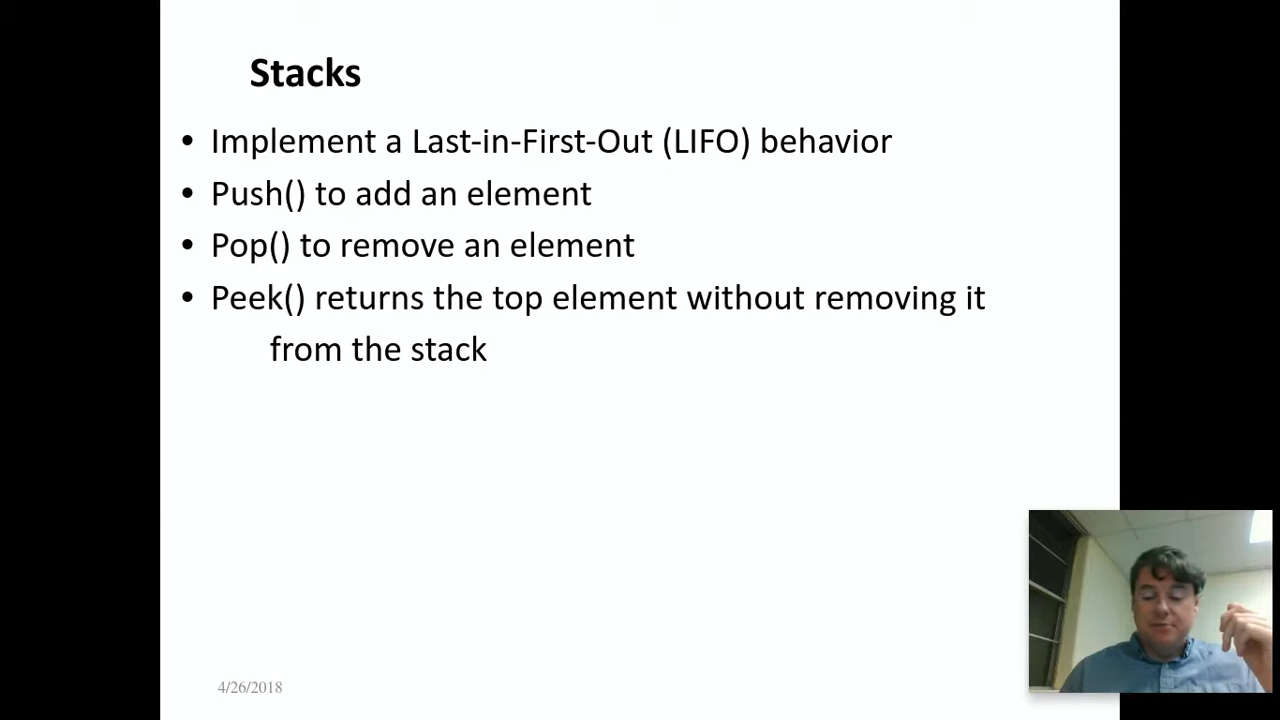 Stacks
• Implement a Last-in-First-Out (LIFO) behavior
• Push() to add an element
• Pop() to remove an element
• Peek() returns the top element without removing it
from the stack
4/26/2018